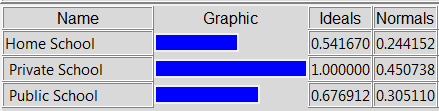 Name Graphic Ideals Normals
Home School 0.541670 0.244152
Private School 1.000000 0.450738
Public School 0.676912 0.305110